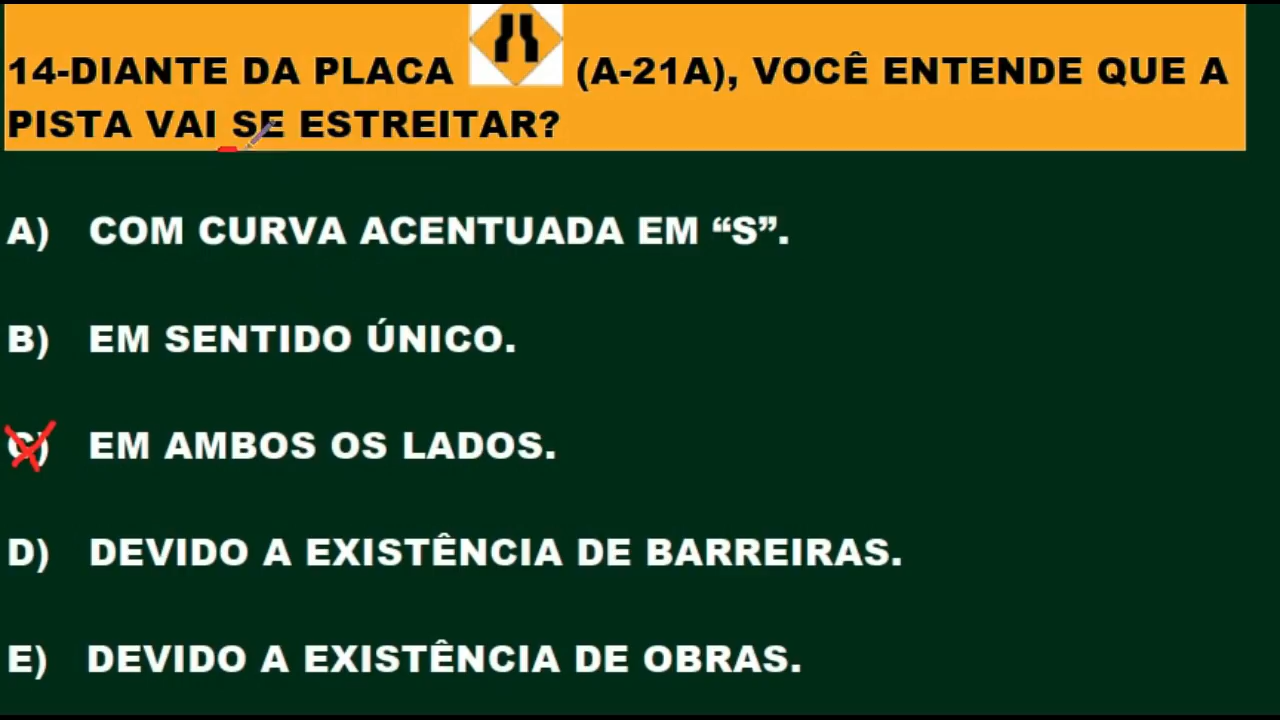 14-DIANTE DA PLACA (A-21A), VOCÊ ENTENDE QUE A
PISTA VAI SE ESTREITAR?
A) COM CURVA ACENTUADA EM “S”.
B) EM SENTIDO ÚNICO.
C) EM AMBOS OS LADOS.
D) DEVIDO A EXISTÊNCIA DE BARREIRAS.
E) DEVIDO A EXISTÊNCIA DE OBRAS.